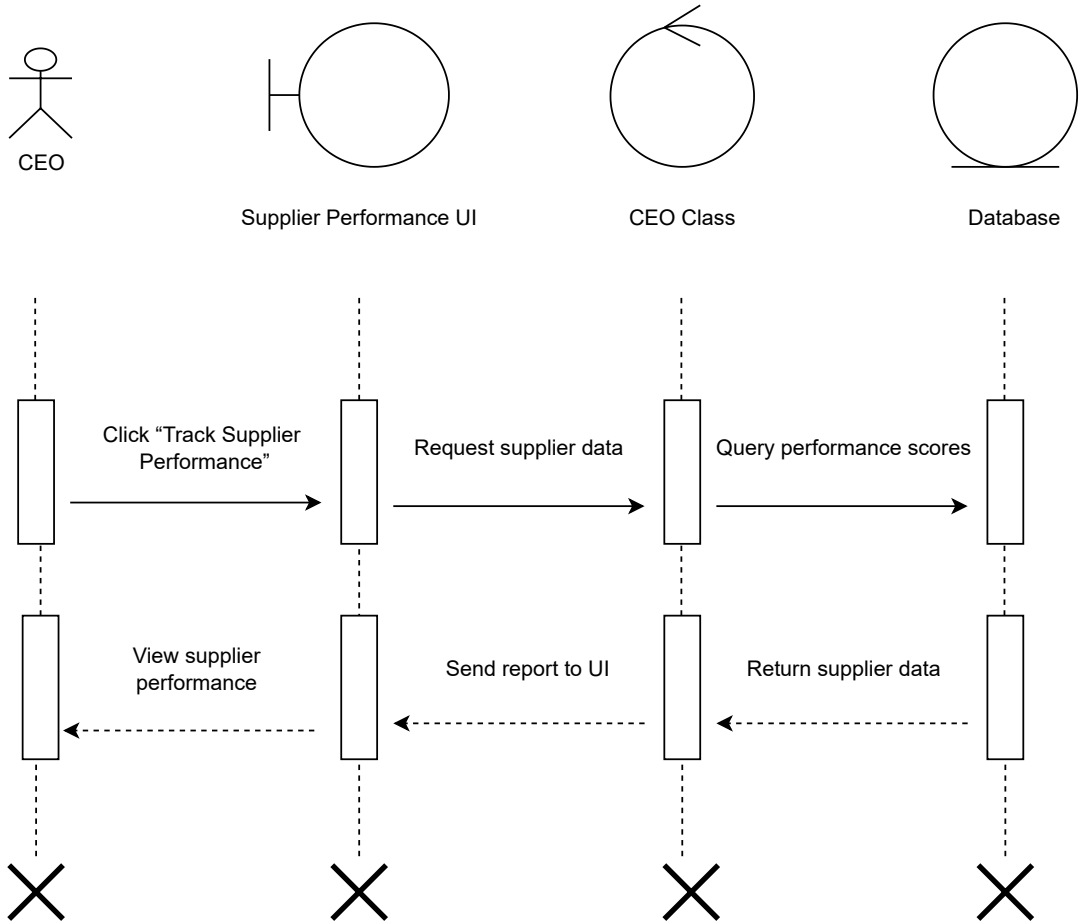 CEO
Supplier Performance UI
CEO Class
Database
Click “Track Supplier
Performance”
Request supplier data
Query performance scores
View supplier
performance
Send report to UI
Return supplier data